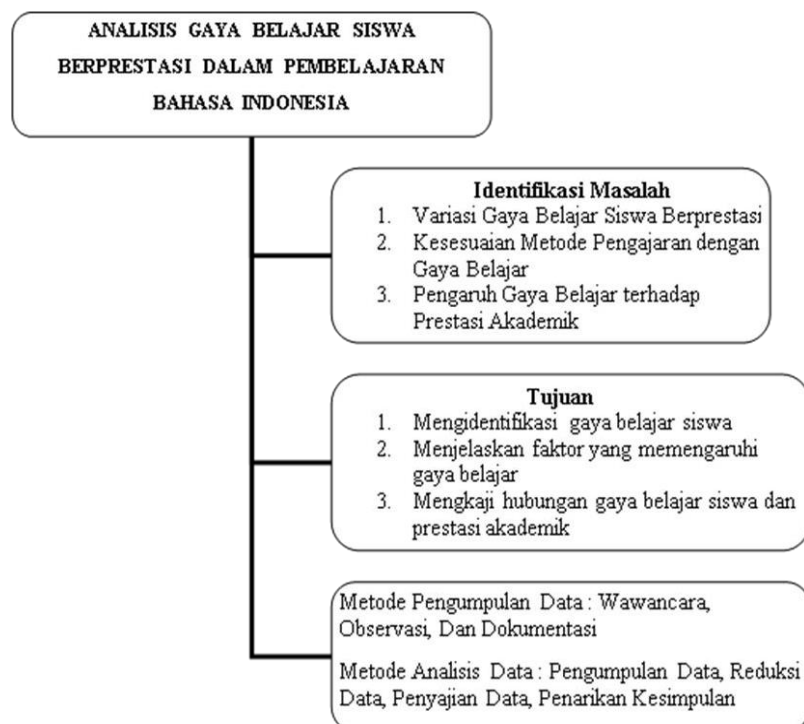 ANALISIS GAYA BELAJAR SISWA
BERPRESTASI DALAM PEMBELAJARAN
BAHASA INDONESIA
Identifikasi Masalah
1. Variasi Gaya Belajar Siswa Berprestasi
2. Kesesuaian Metode Pengajaran dengan
Gaya Belajar
3. Pengaruh Gaya Belajar terhadap
Prestasi Akademik
Tujuan
1. Mengidentifikasi gaya belajar siswa
2. Menjelaskan faktor yang memengaruhi
gaya belajar
3. Mengkaji hubungan gaya belajar siswa dan
prestasi akademik
Metode Pengumpulan Data : Wawancara,
Observasi, Dan Dokumentasi
Metode Analisis Data : Pengumpulan Data, Reduksi
Data, Penyajian Data, Penarikan Kesimpulan